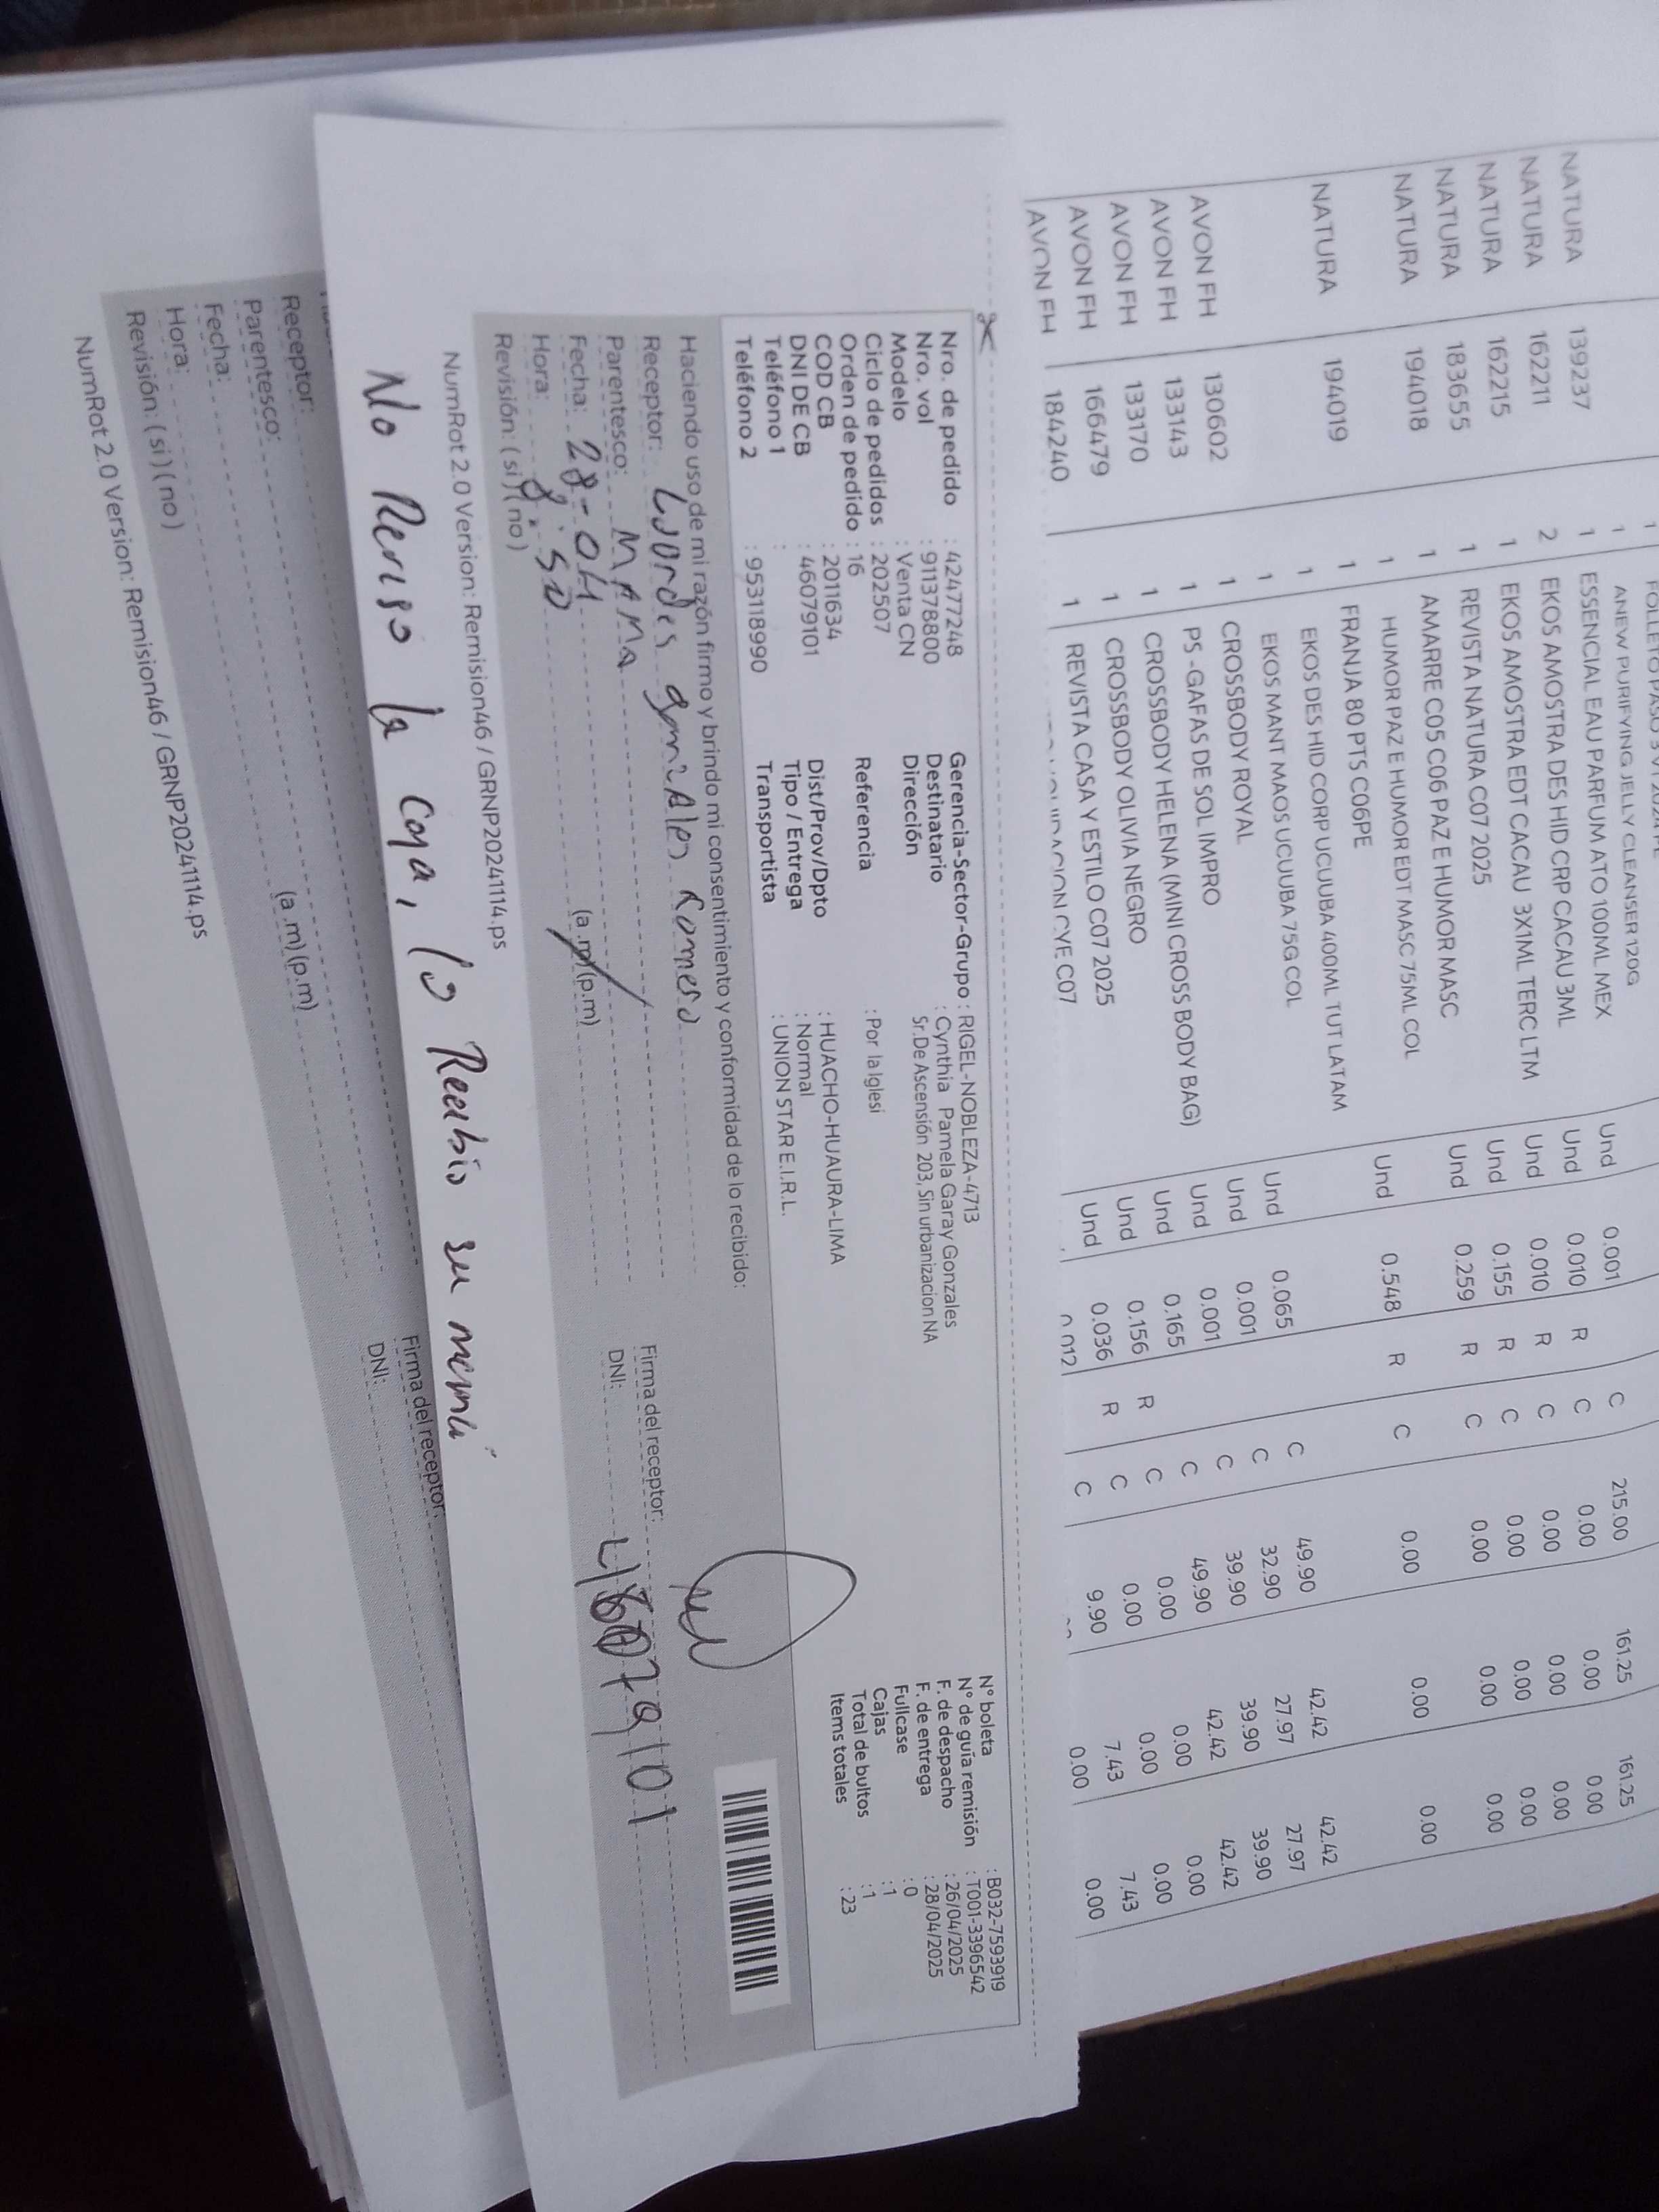 FOLLETO PASO
ANEW PURIFYING JELLY CLEANSER 120G
NATURA 139237 1 ESSENCIAL EAU PARFUM ATO 100ML MEX Und 0.001 C 215.00 161.25 161.25
NATURA 162211 2 EKOS AMOSTRA DES HID CRP CACAU 3ML Und 0.010 R C 0.00 0.00 0.00
NATURA 162215 1 EKOS AMOSTRA EDT CACAU 3X1ML TERC LTM Und 0.010 R C 0.00 0.00 0.00
NATURA 183655 1 REVISTA NATURA C07 2025 Und 0.155 R C 0.00 0.00 0.00
NATURA 194018 1 AMARRE C05 C06 PAZ E HUMOR MASC Und 0.259 R C 0.00 0.00 0.00
1 HUMOR PAZ E HUMOR EDT MASC 75ML COL
NATURA 194019 1 FRANJA 80 PTS C06PE Und 0.548 R C 0.00 0.00 0.00
1 EKOS DES HID CORP UCUUBA 400ML TUT LATAM
1 EKOS MANT MAOS UCUUBA 75G COL
AVON FH 130602 1 CROSSBODY ROYAL Und 0.065 C 49.90 42.42 42.42
AVON FH 133143 1 PS -GAFAS DE SOL IMPRO Und 0.001 C 32.90 27.97 27.97
AVON FH 133170 1 CROSSBODY HELENA (MINI CROSS BODY BAG) Und 0.001 C 39.90 39.90 39.90
AVON FH 166479 1 CROSSBODY OLIVIA NEGRO Und 0.165 C 49.90 42.42 42.42
AVON FH 184240 1 REVISTA CASA Y ESTILO C07 2025 Und 0.156 R C 0.00 0.00 0.00
CYE C07 Und 0.036 R C 0.00 0.00 0.00
0.012 C 9.90 7.43 7.43
0.00 0.00
Nro. de pedido : 42477248
Nro. vol : 911378800
Modelo : Venta CN
Ciclo de pedidos : 202507
Orden de pedido : 16
COD CB : 2011634
DNI DE CB : 46079101
Teléfono 1 :
Teléfono 2 : 953118990
Gerencia-Sector-Grupo : RIGEL-NOBLEZA-4713
Destinatario : Cynthia Pamela Garay Gonzales
Dirección Sr.De Ascensión 203, Sin urbanizacion NA
Referencia : Por la Iglesi
Dist/Prov/Dpto : HUACHO-HUAURA-LIMA
Tipo / Entrega : Normal
Transportista : UNION STAR E.I.R.L.
N° boleta : B032-7593919
N° de guía remisión : T001-3396542
F. de despacho : 26/04/2025
F. de entrega : 28/04/2025
Fullcase : 0
Cajas : 1
Total de bultos : 1
Items totales : 23
Haciendo uso de mi razón firmo y brindo mi consentimiento y conformidad de lo recibido:
Receptor: Romero
Firma del receptor:
Parentesco: MAMA
DNI:
Fecha: 28-04
Hora: 8:50 (a.m)(p.m)
Revisión: ( si )( no )
NumRot 2.0 Version: Remision46 / GRNP20241114.ps
No Reviso la Caja, lo Recibio su mamá
Receptor:
Firma del receptor:
Parentesco:
DNI:
Fecha:
Hora: (a.m)(p.m)
Revisión: ( si )( no )
NumRot 2.0 Version: Remision46 / GRNP20241114.ps